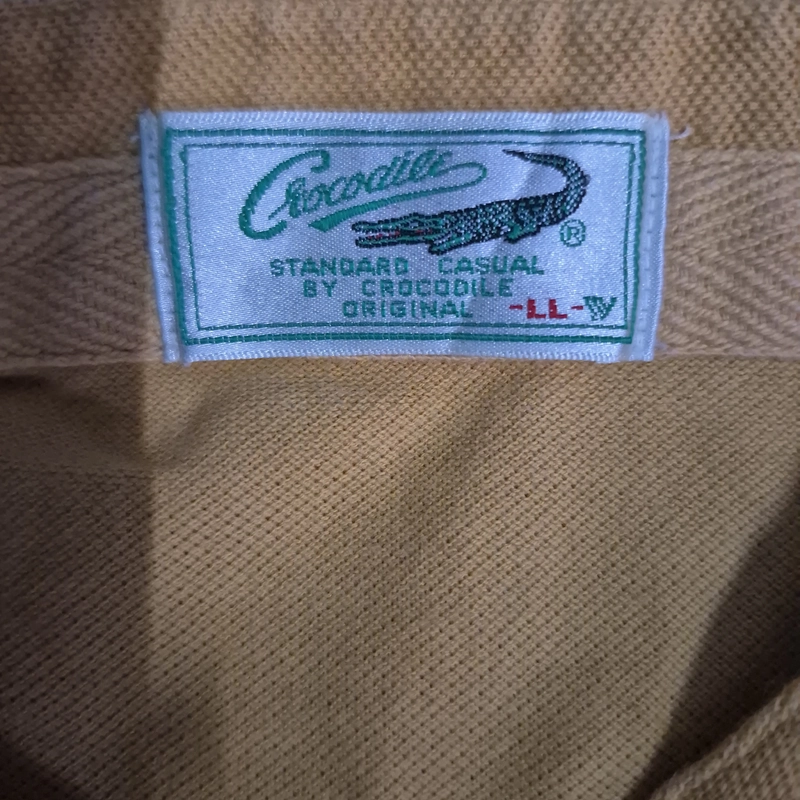 Crocodile ®
STANDARD CASUAL
BY CROCODILE
ORIGINAL -LL-